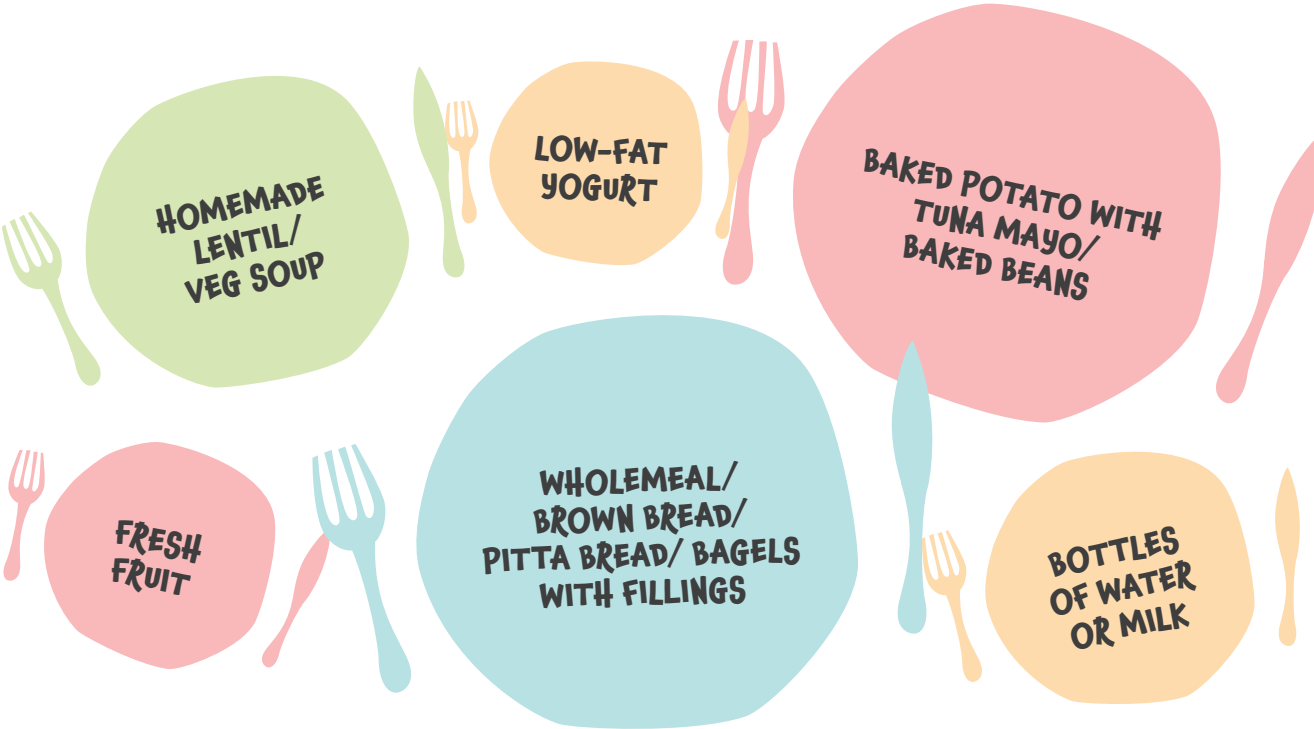 HOMEMADE
LENTIL/
VEG SOUP
LOW-FAT
YOGURT
BAKED POTATO WITH
TUNA MAYO/
BAKED BEANS
FRESH
FRUIT
WHOLEMEAL/
BROWN BREAD/
PITTA BREAD/ BAGELS
WITH FILLINGS
BOTTLES
OF WATER
OR MILK